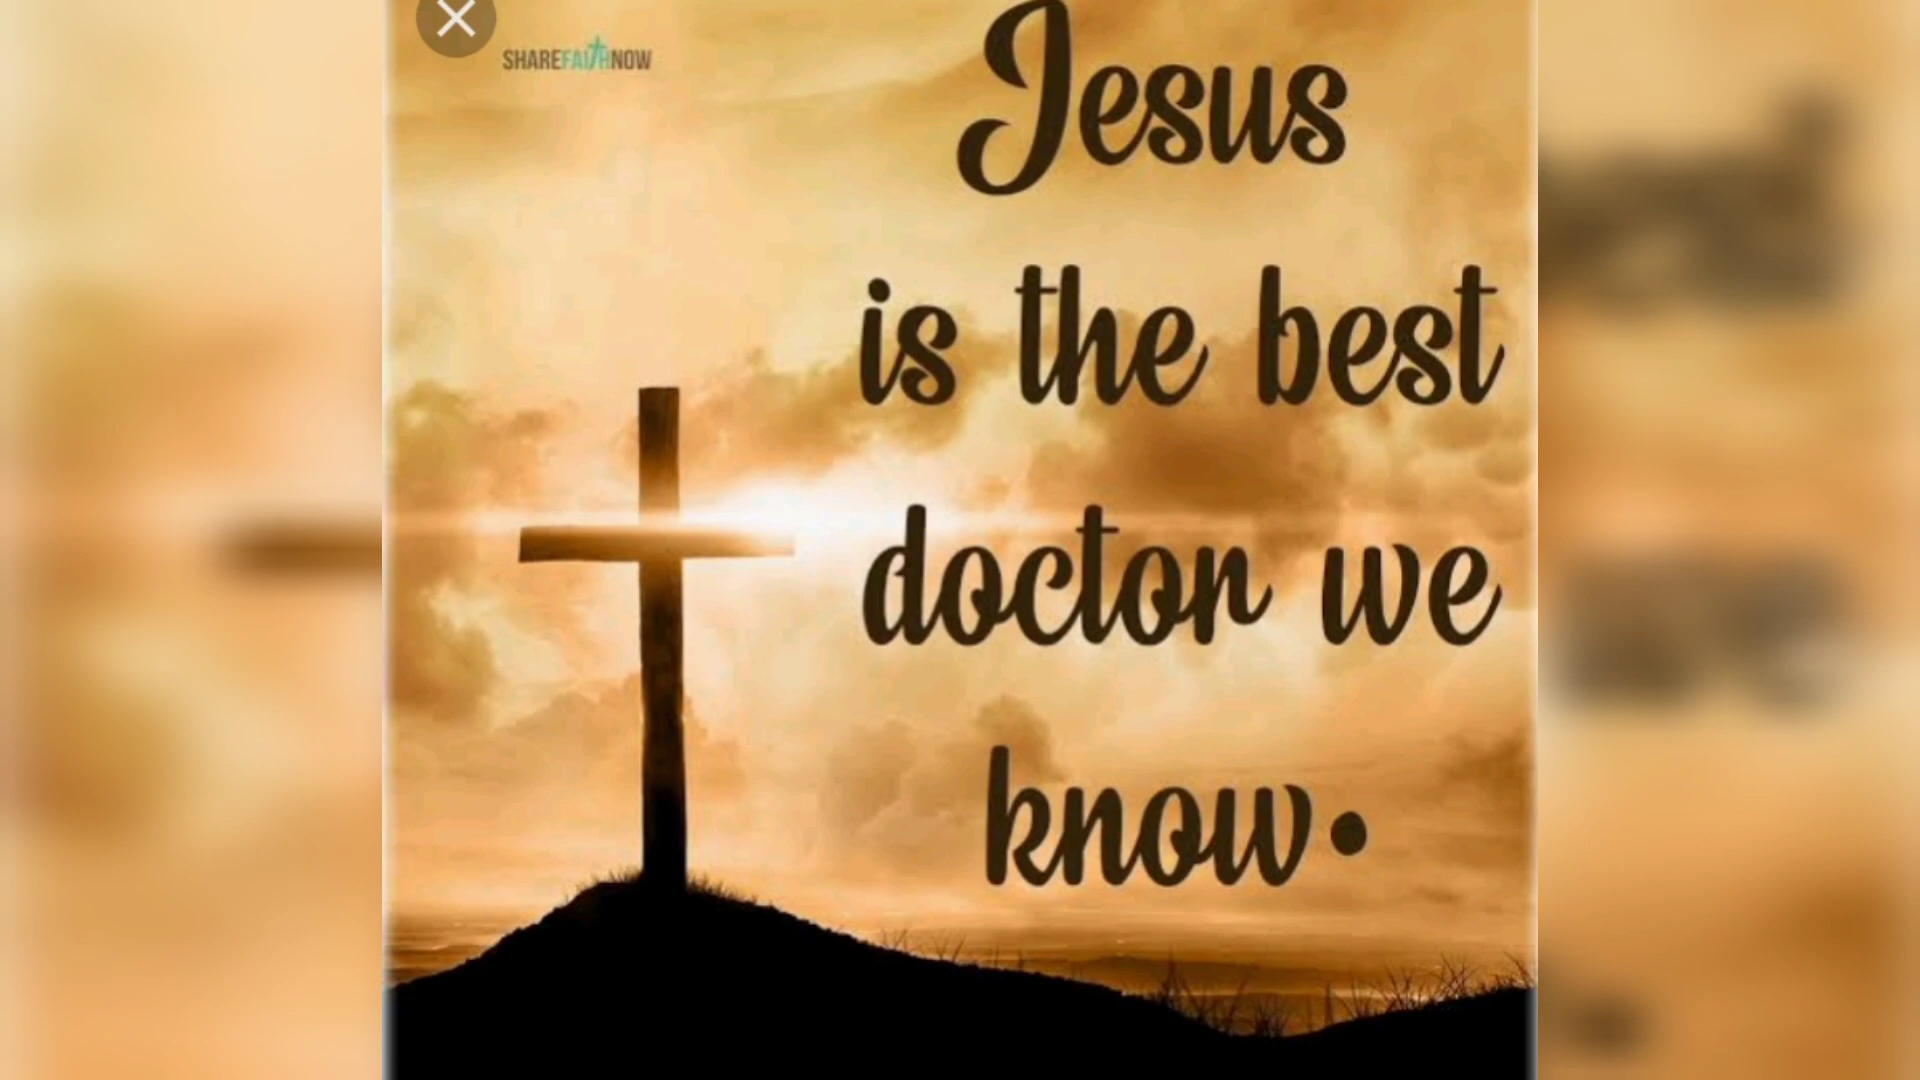 SHAREFAITHNOW
Jesus
is the best
doctor we
know•